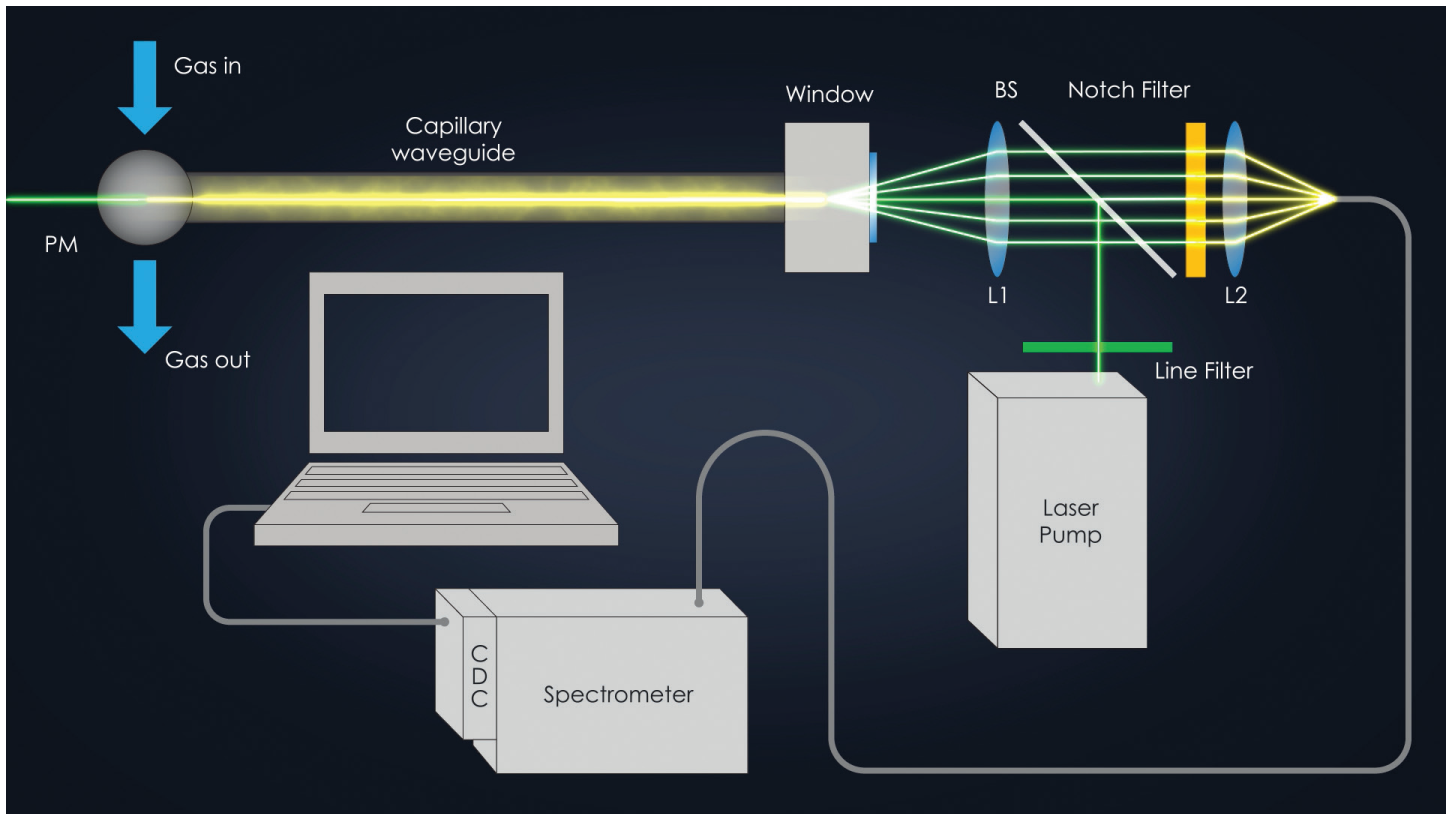 Gas in
Capillary
waveguide
Window
BS
Notch Filter
PM
L1
L2
Gas out
Line Filter
Laser
Pump
C
D
C
Spectrometer